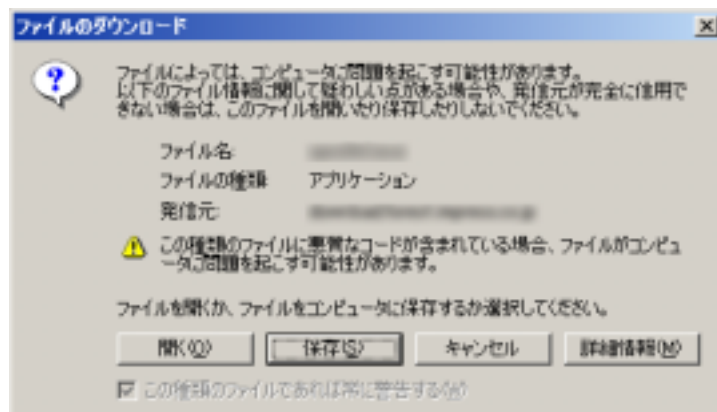 ファイルのダウンロード
ファイルによっては、コンピュータに問題を起こす可能性があります。
以下のファイル情報に関して疑わしい点がある場合や、発信元が完全に信用で
きない場合は、このファイルを開いたり保存したりしないでください。
ファイル名:
ファイルの種類: アプリケーション
発信元:
この種類のファイルに悪質なコードが含まれている場合、ファイルがコンピュ
ータに問題を起こす可能性があります。
ファイルを開くか、ファイルをコンピュータに保存するか選択してください。
開く(O) 保存(S) キャンセル 詳細情報(M)
この種類のファイルであれば常に警告する(W)